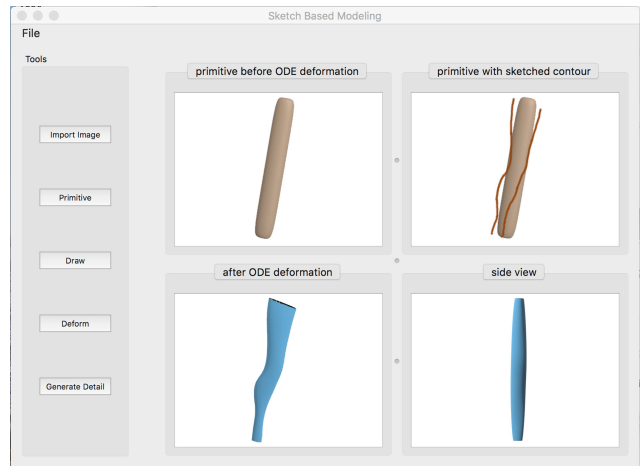 Sketch Based Modeling
File
Tools
Import Image
Primitive
Draw
Deform
Generate Detail
primitive before ODE deformation
primitive with sketched contour
after ODE deformation
side view